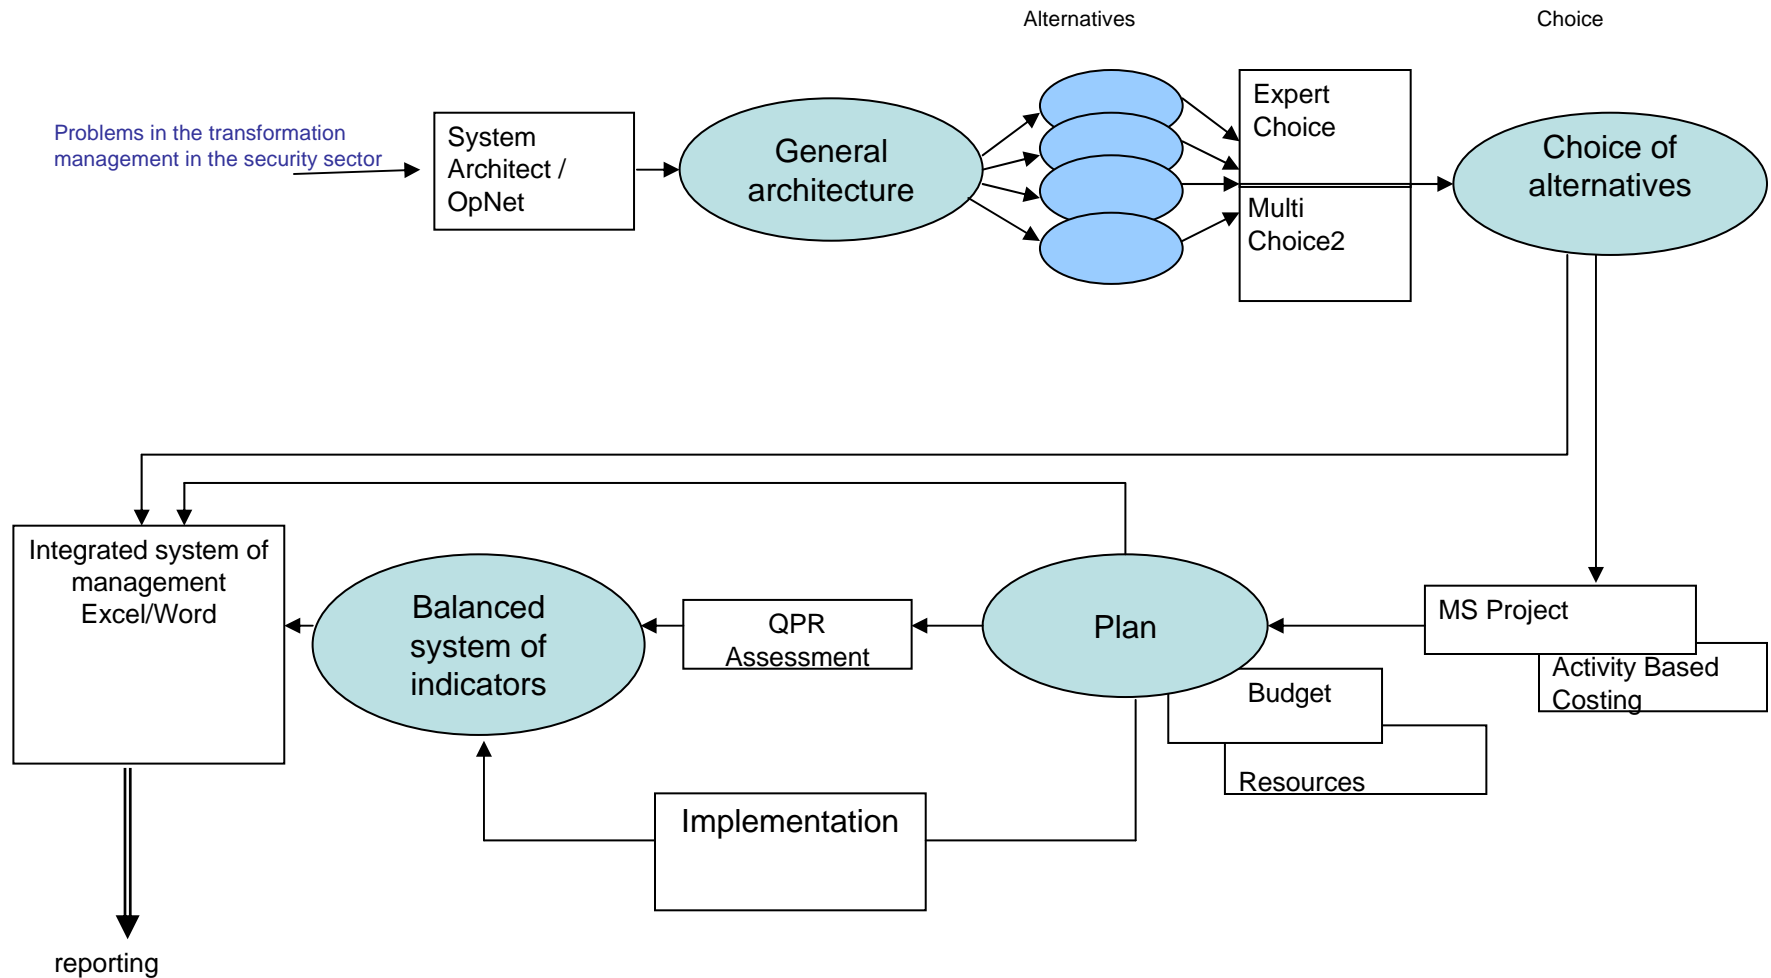 Alternatives
Choice
Problems in the transformation
management in the security sector
System
Architect /
OpNet
General
architecture
Expert
Choice
Multi
Choice2
Choice of
alternatives
Integrated system of
management
Excel/Word
Balanced
system of
indicators
QPR
Assessment
Plan
MS Project
Activity Based
Costing
Budget
Resources
Implementation
reporting